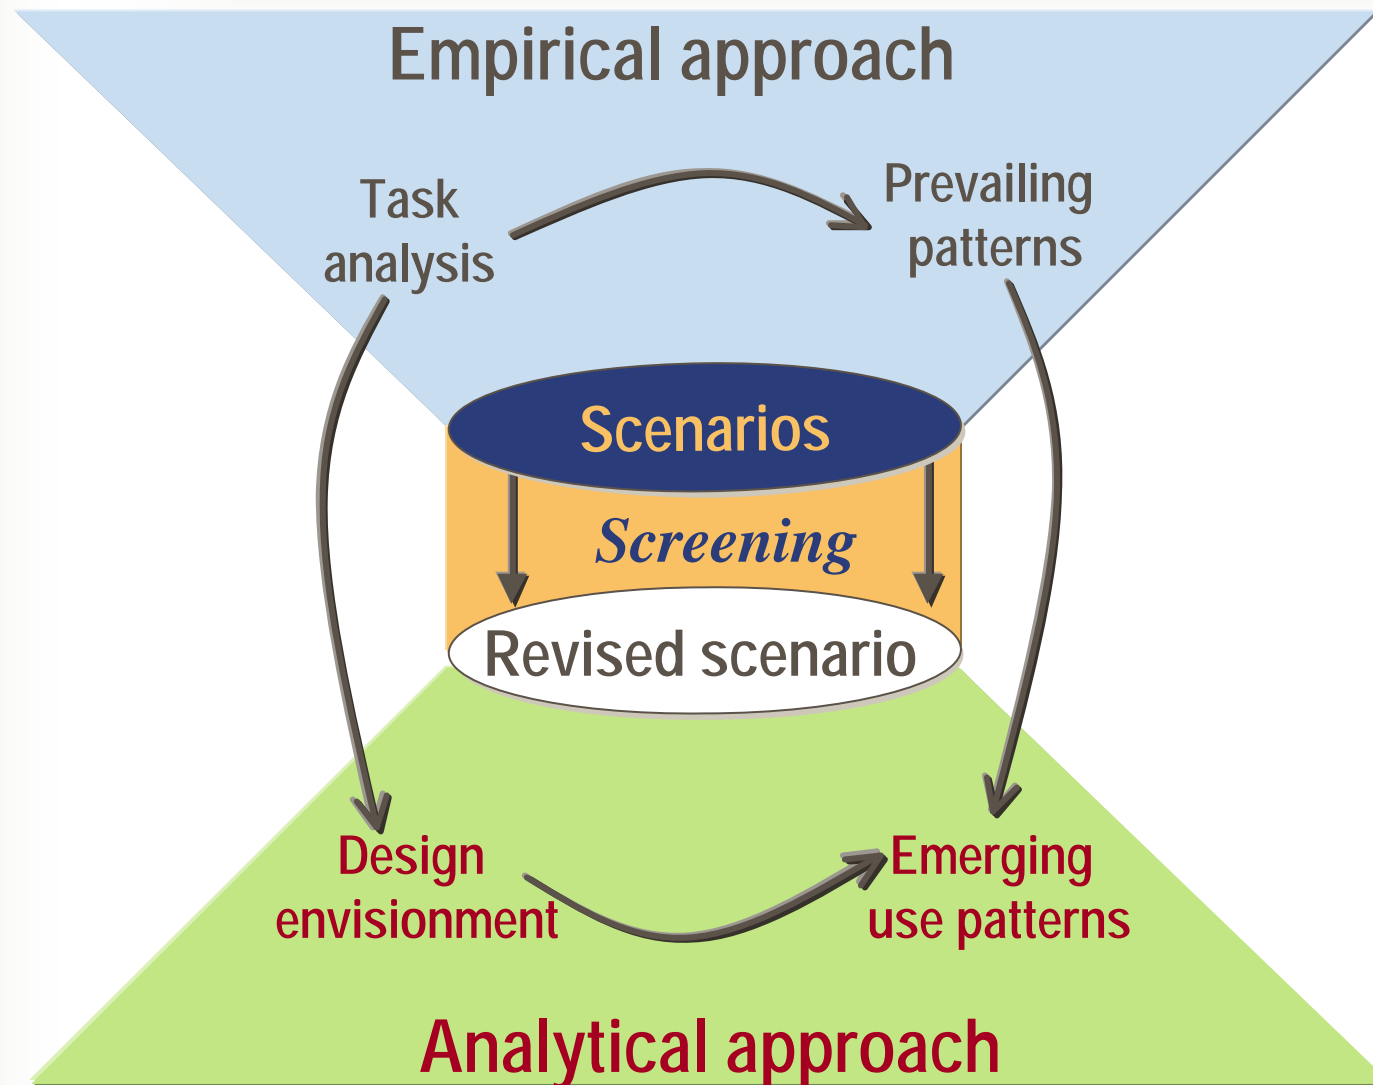 Empirical approach
Task
analysis
Prevailing
patterns
Scenarios
Screening
Revised scenario
Design
envisionment
Emerging
use patterns
Analytical approach